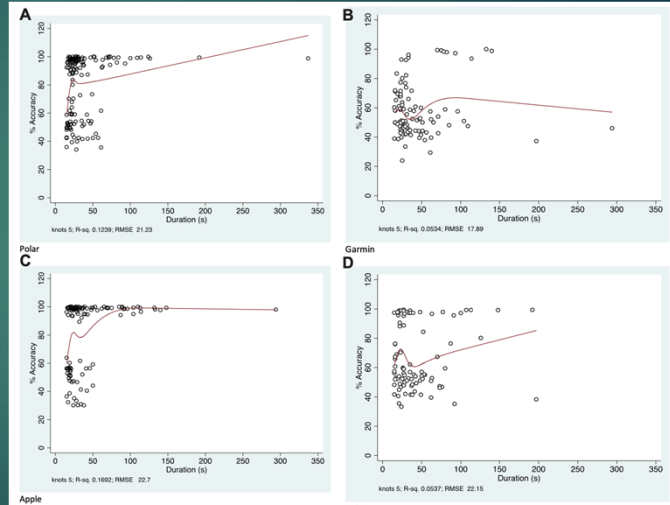 A
% Accuracy
120
100
80
60
40
20
0
0 50 100 150 200 250 300 350
Duration (s)
knots 5; R-sq. 0.1239; RMSE 21.23
Polar
B
% Accuracy
120
100
80
60
40
20
0
0 50 100 150 200 250 300 350
Duration (s)
knots 5; R-sq. 0.0534; RMSE 17.89
Garmin
C
% Accuracy
120
100
80
60
40
20
0
0 50 100 150 200 250 300 350
Duration (s)
knots 5; R-sq. 0.1692; RMSE 22.7
Apple
D
% Accuracy
120
100
80
60
40
20
0
0 50 100 150 200 250 300 350
Duration (s)
knots 5; R-sq. 0.0537; RMSE 22.15